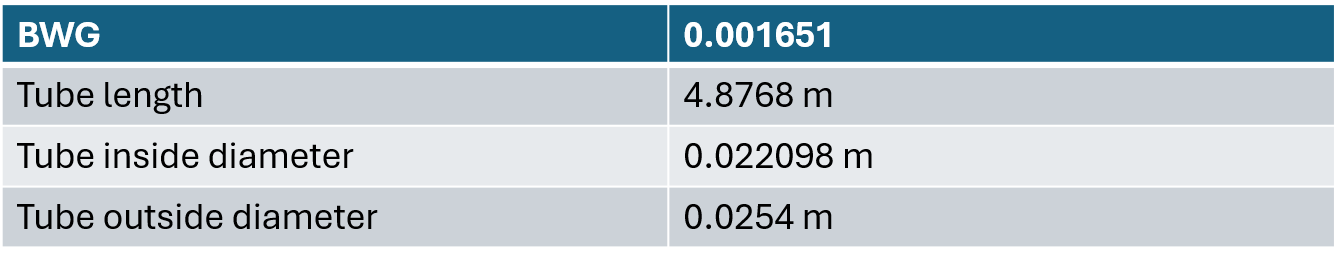 BWG 0.001651
Tube length 4.8768 m
Tube inside diameter 0.022098 m
Tube outside diameter 0.0254 m